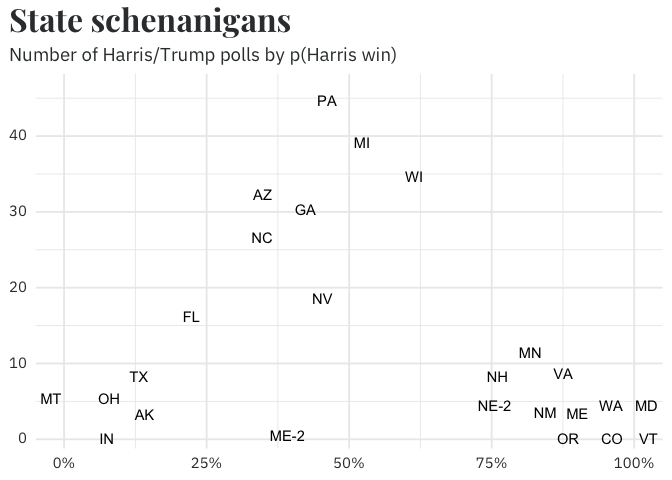 State schenanigans
Number of Harris/Trump polls by p(Harris win)
PA
40
MI
WI
AZ
30
GA
NC
20
NV
FL
MN
10
TX
NH
VA
MT
OH
NE-2
WA
MD
AK
NM
ME
0
IN
ME-2
OR
CO
VT
0%
25%
50%
75%
100%